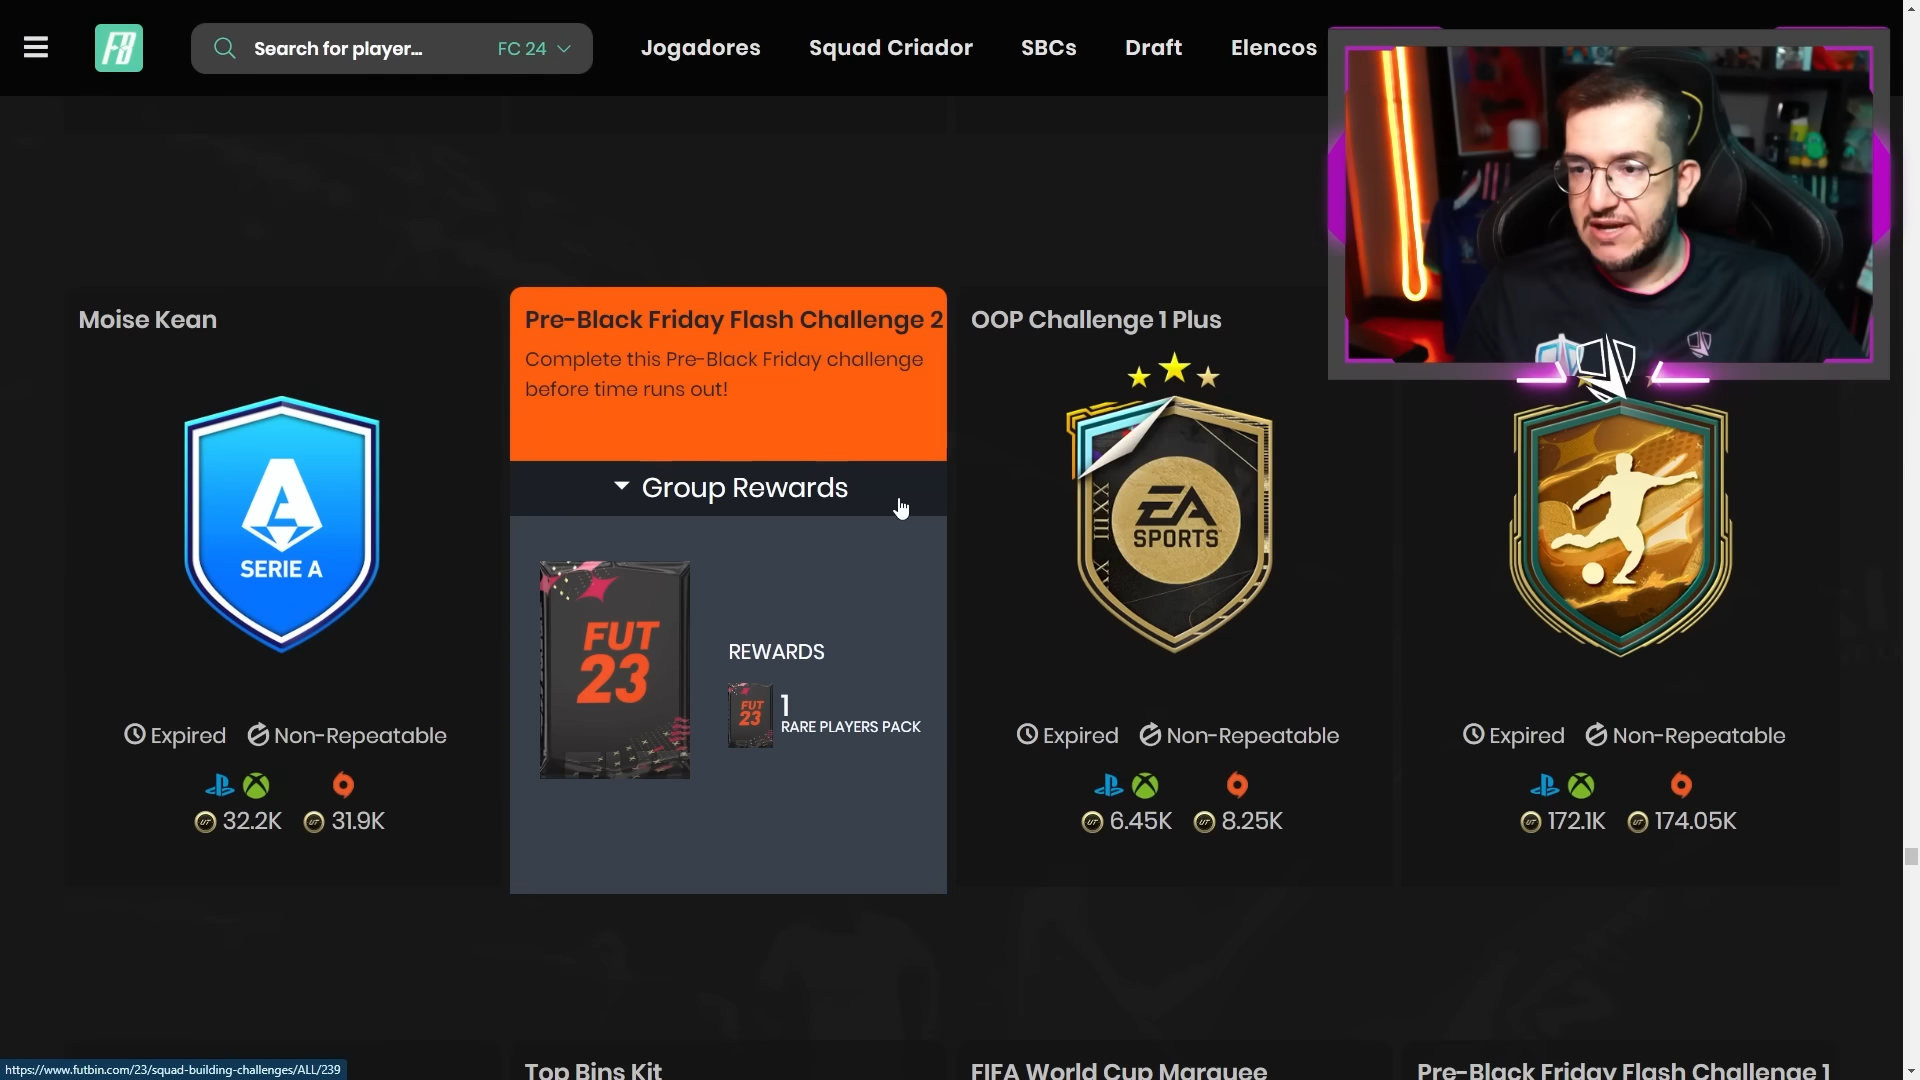 FB
Search for player...
FC 24
Jogadores
Squad Criador
SBCs
Draft
Elencos
Moise Kean
SERIE A
Expired
Non-Repeatable
32.2K
31.9K
Pre-Black Friday Flash Challenge 2
Complete this Pre-Black Friday challenge
before time runs out!
Group Rewards
FUT
23
REWARDS
FUT
23
1
RARE PLAYERS PACK
OOP Challenge 1 Plus
XXIII
XX
EA
SPORTS
Expired
Non-Repeatable
6.45K
8.25K
Expired
Non-Repeatable
172.1K
174.05K
Top Bins Kit
FIFA World Cup Marquee
Pre-Black Friday Flash Challenge 1
https://www.futbin.com/23/squad-building-challenges/ALL/239